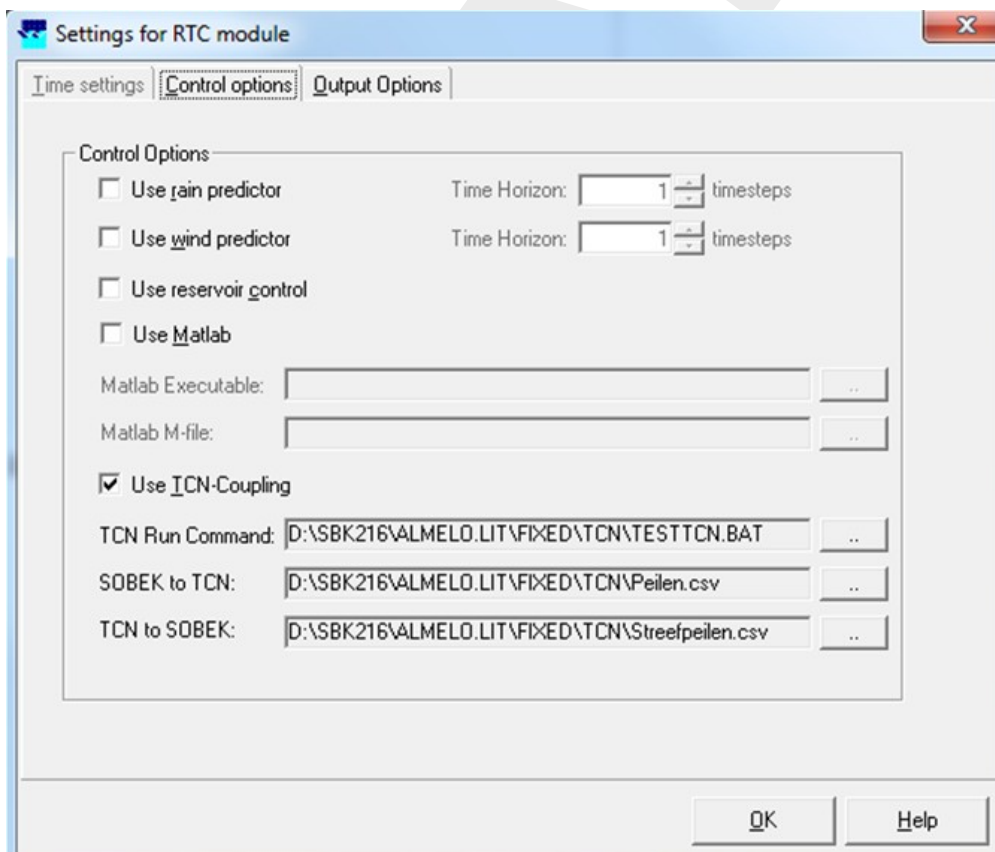 Settings for RTC module
Time settings Control options Output Options
Control Options
Use rain predictor Time Horizon: 1 timesteps
Use wind predictor Time Horizon: 1 timesteps
Use reservoir control
Use Matlab
Matlab Executable: ..
Matlab M-file: ..
Use TCN-Coupling
TCN Run Command: D:\SBK216\ALMELO.LIT\FIXED\TCN\TESTTCN.BAT ..
SOBEK to TCN: D:\SBK216\ALMELO.LIT\FIXED\TCN\Peilen.csv ..
TCN to SOBEK: D:\SBK216\ALMELO.LIT\FIXED\TCN\Streefpeilen.csv ..
OK Help